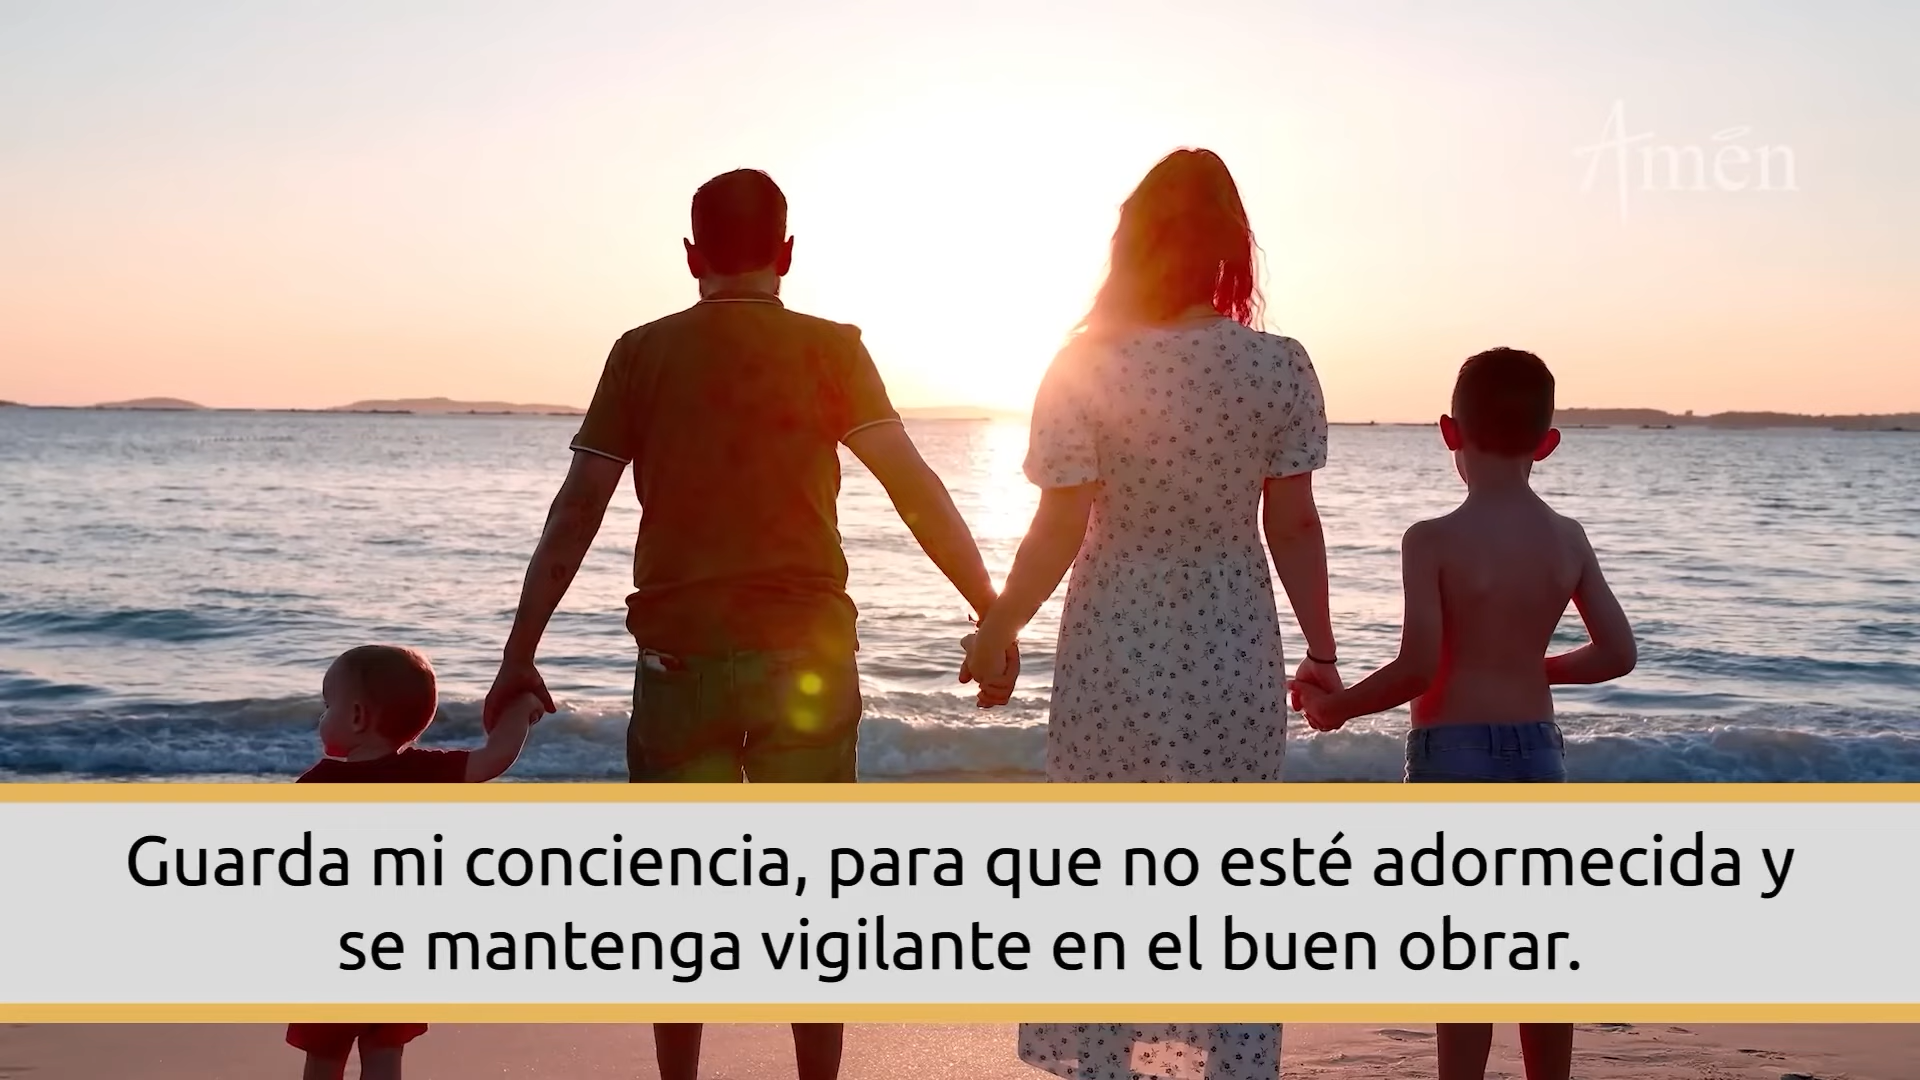 Amén
Guarda mi conciencia, para que no esté adormecida y
se mantenga vigilante en el buen obrar.